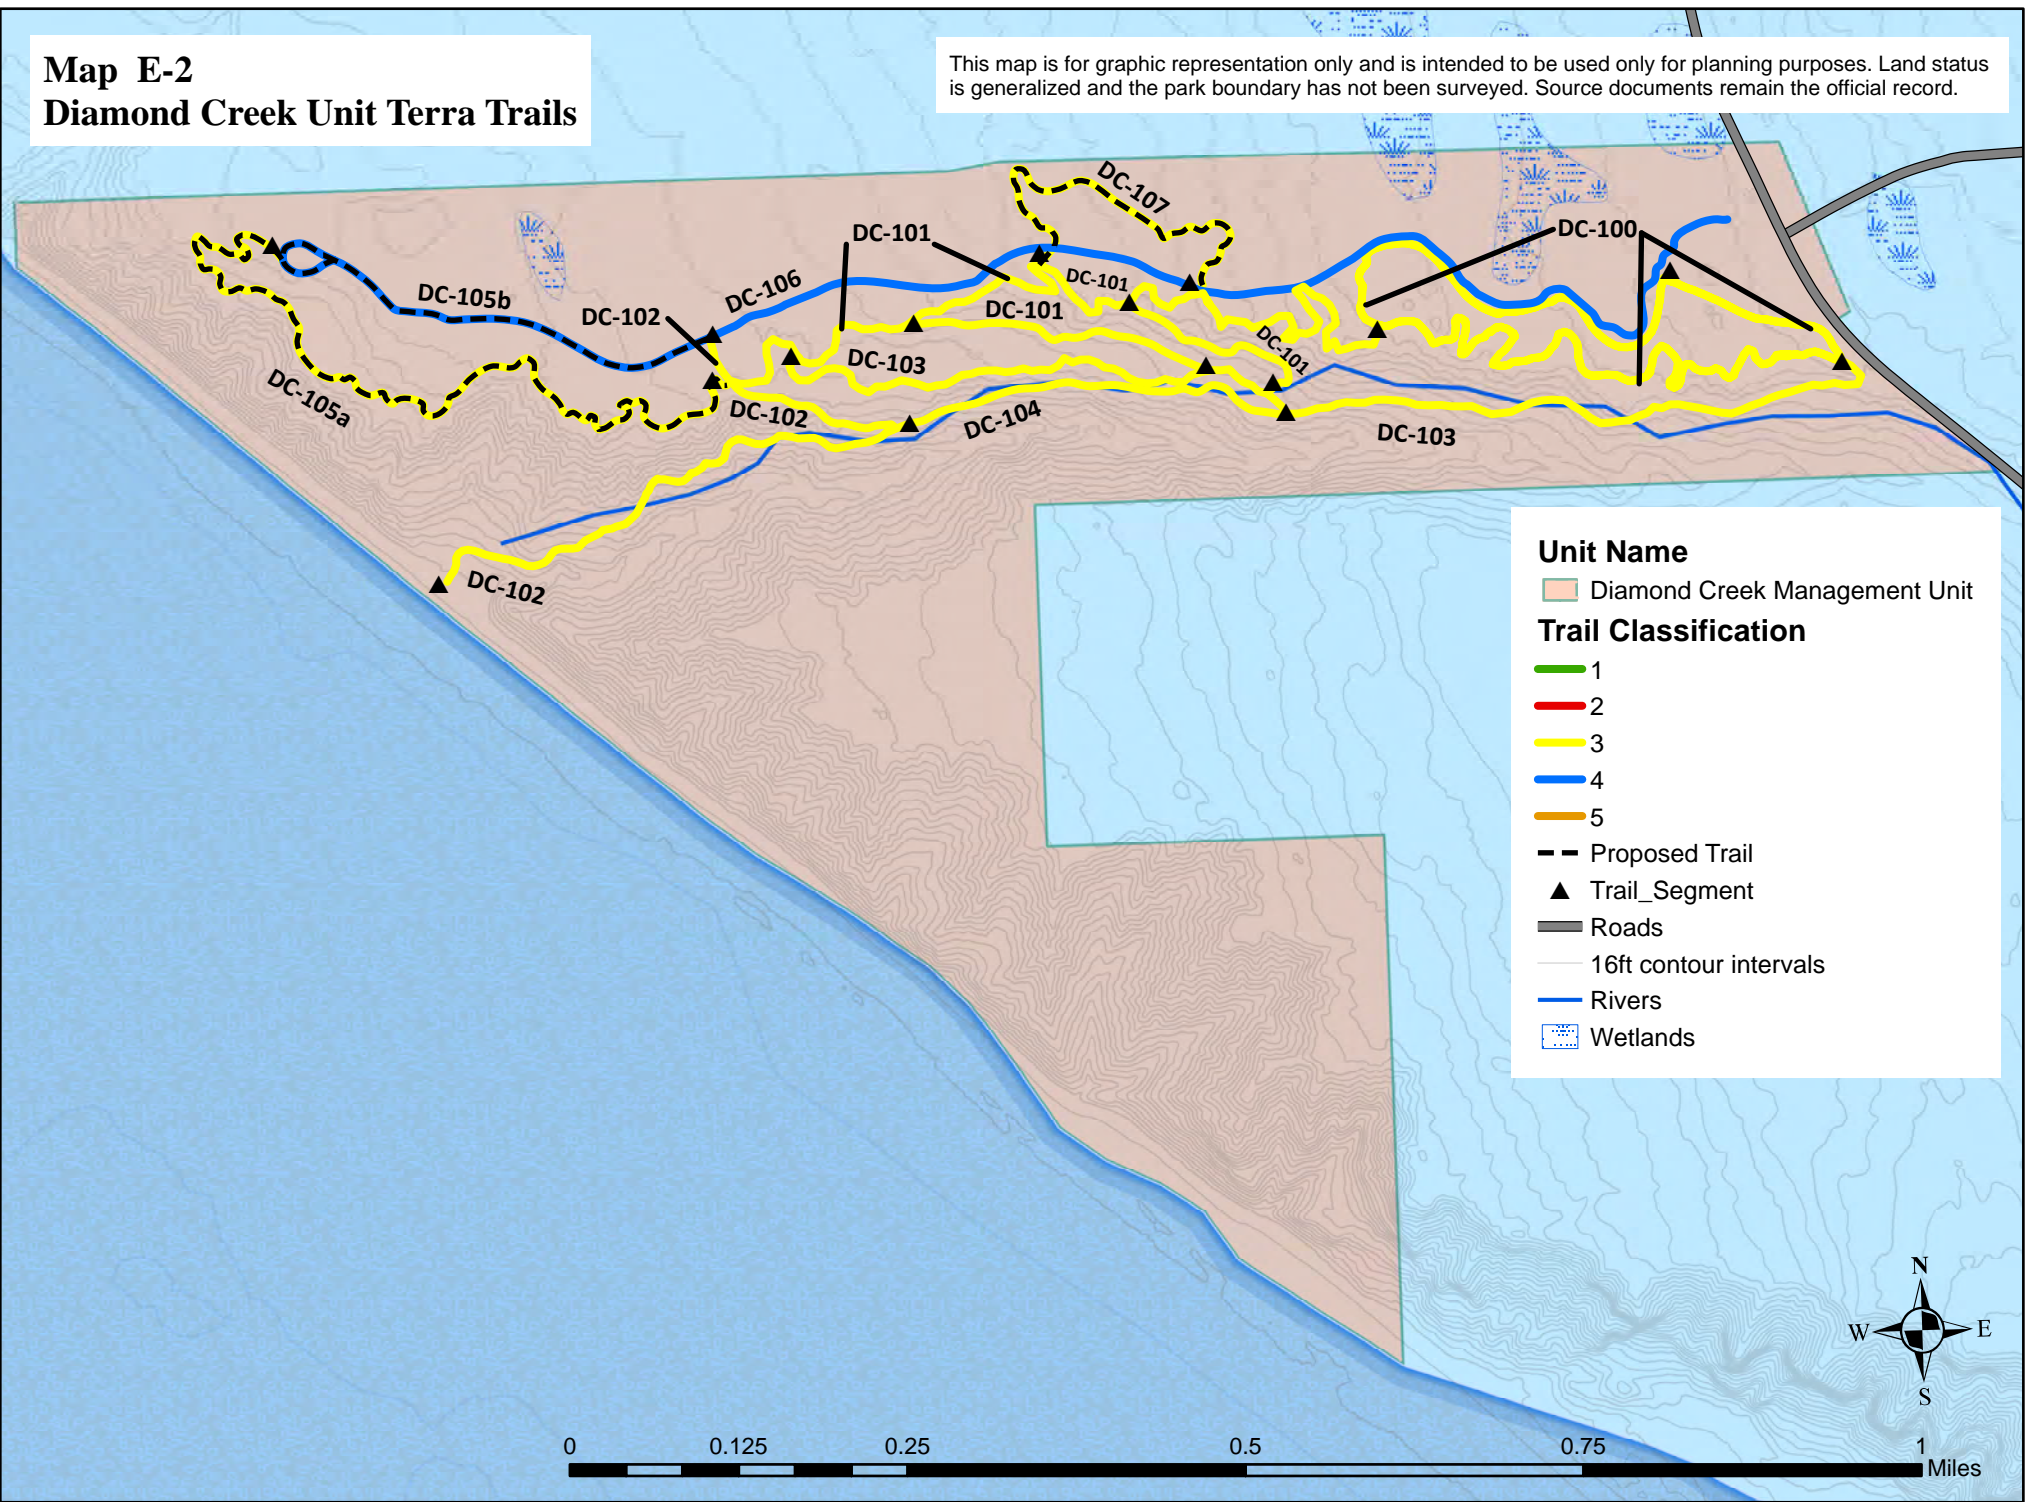 Map E-2
Diamond Creek Unit Terra Trails
This map is for graphic representation only and is intended to be used only for planning purposes. Land status
is generalized and the park boundary has not been surveyed. Source documents remain the official record.
DC-107
DC-101
DC-100
DC-101
DC-106
DC-105b
DC-102
DC-101
DC-101
DC-103
DC-105a
DC-102
DC-104
DC-103
DC-102
Unit Name
Diamond Creek Management Unit
Trail Classification
1
2
3
4
5
Proposed Trail
Trail_Segment
Roads
16ft contour intervals
Rivers
Wetlands
N
W E
S
0 0.125 0.25 0.5 0.75 1
Miles